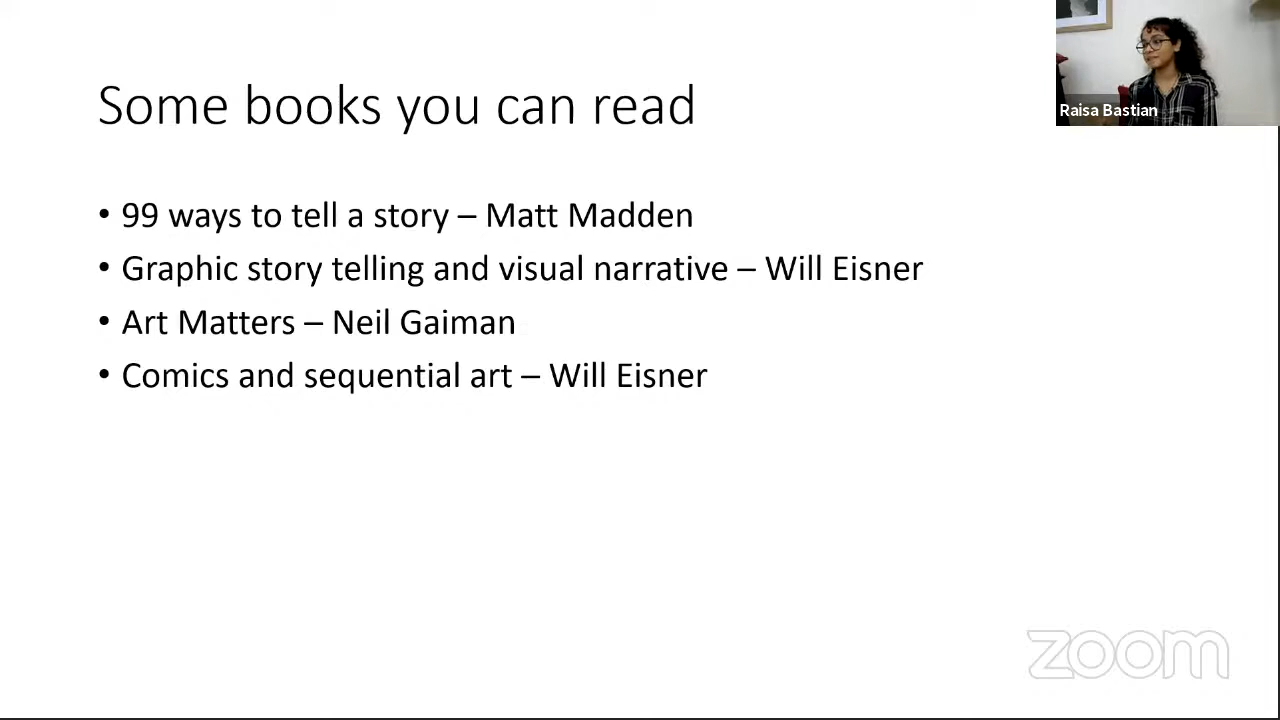 Some books you can read
Raisa Bastian
• 99 ways to tell a story – Matt Madden
• Graphic story telling and visual narrative – Will Eisner
• Art Matters – Neil Gaiman
• Comics and sequential art – Will Eisner
zoom